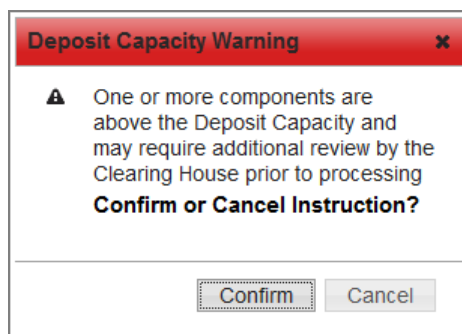 Deposit Capacity Warning
One or more components are
above the Deposit Capacity and
may require additional review by the
Clearing House prior to processing
Confirm or Cancel Instruction?
Confirm Cancel